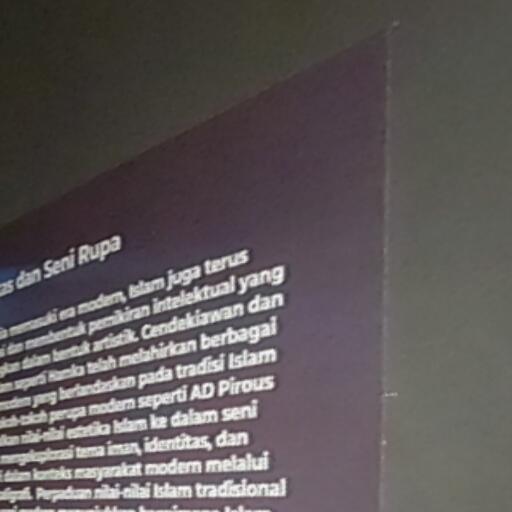 dan Seni Rupa
memasuki era modern, Islam juga terus
dan membentuk pemikiran intelektual yang
dalam bentuk artistik. Cendekiawan dan
seperti Hamka telah melahirkan berbagai
yang berlandaskan pada tradisi Islam
perupa modern seperti AD Pirous
nilai-nilai estetika Islam ke dalam seni
mengeksplorasi tema iman, identitas, dan
dalam konteks masyarakat modern melalui
Perpaduan nilai-nilai Islam tradisional